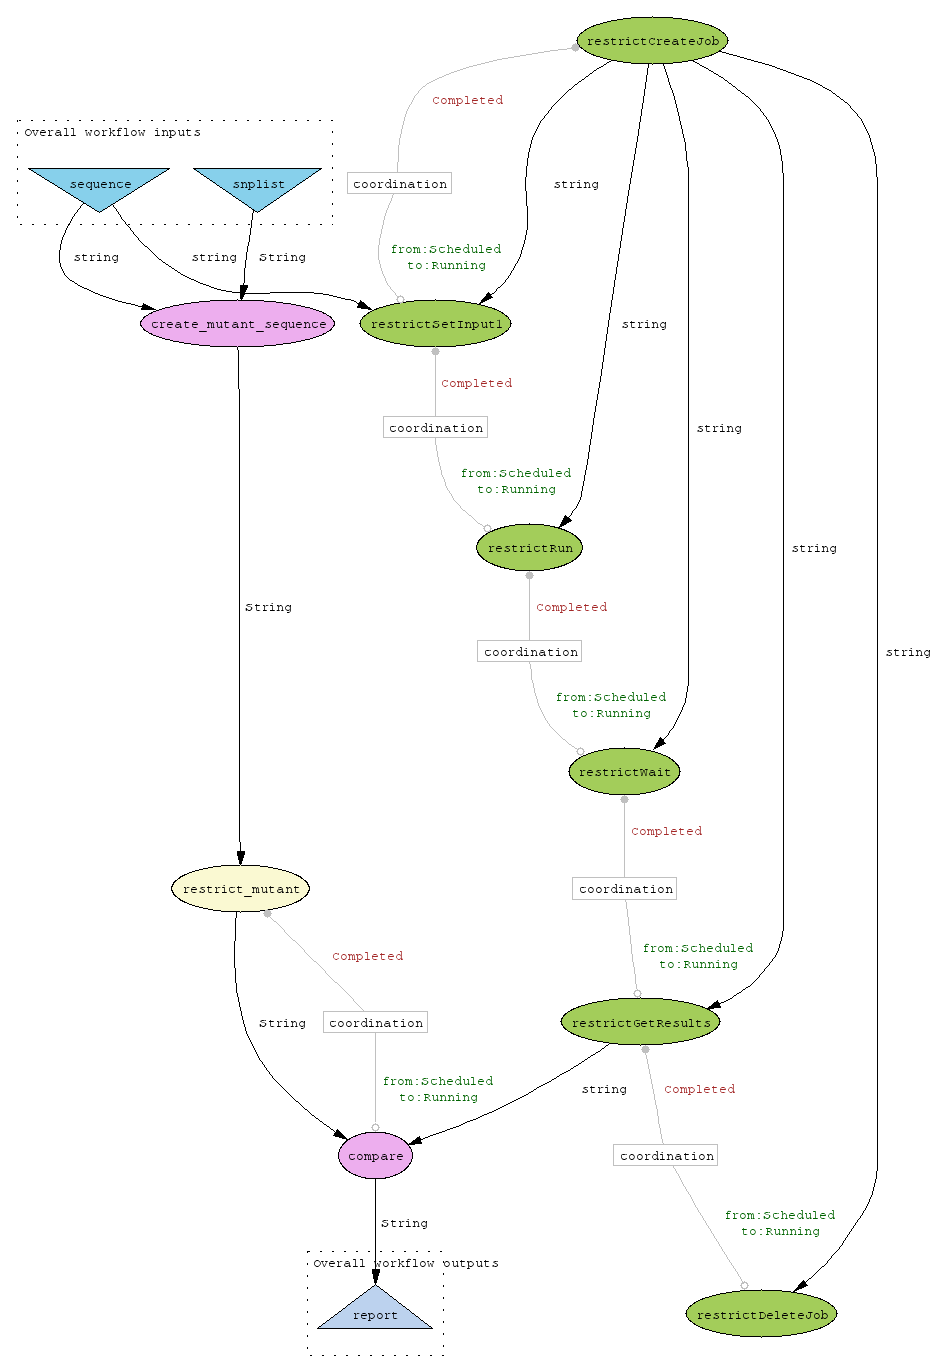 restrictCreateJob
Completed
Overall workflow inputs
sequence
snplist
coordination
string
string
string
String
from:Scheduled
to:Running
create_mutant_sequence
restrictSetInput1
string
Completed
coordination
string
from:Scheduled
to:Running
restrictRun
string
String
Completed
coordination
string
from:Scheduled
to:Running
restrictWait
Completed
restrict_mutant
coordination
Completed
from:Scheduled
to:Running
String
coordination
restrictGetResults
from:Scheduled
to:Running
string
Completed
compare
coordination
String
from:Scheduled
to:Running
Overall workflow outputs
report
restrictDeleteJob